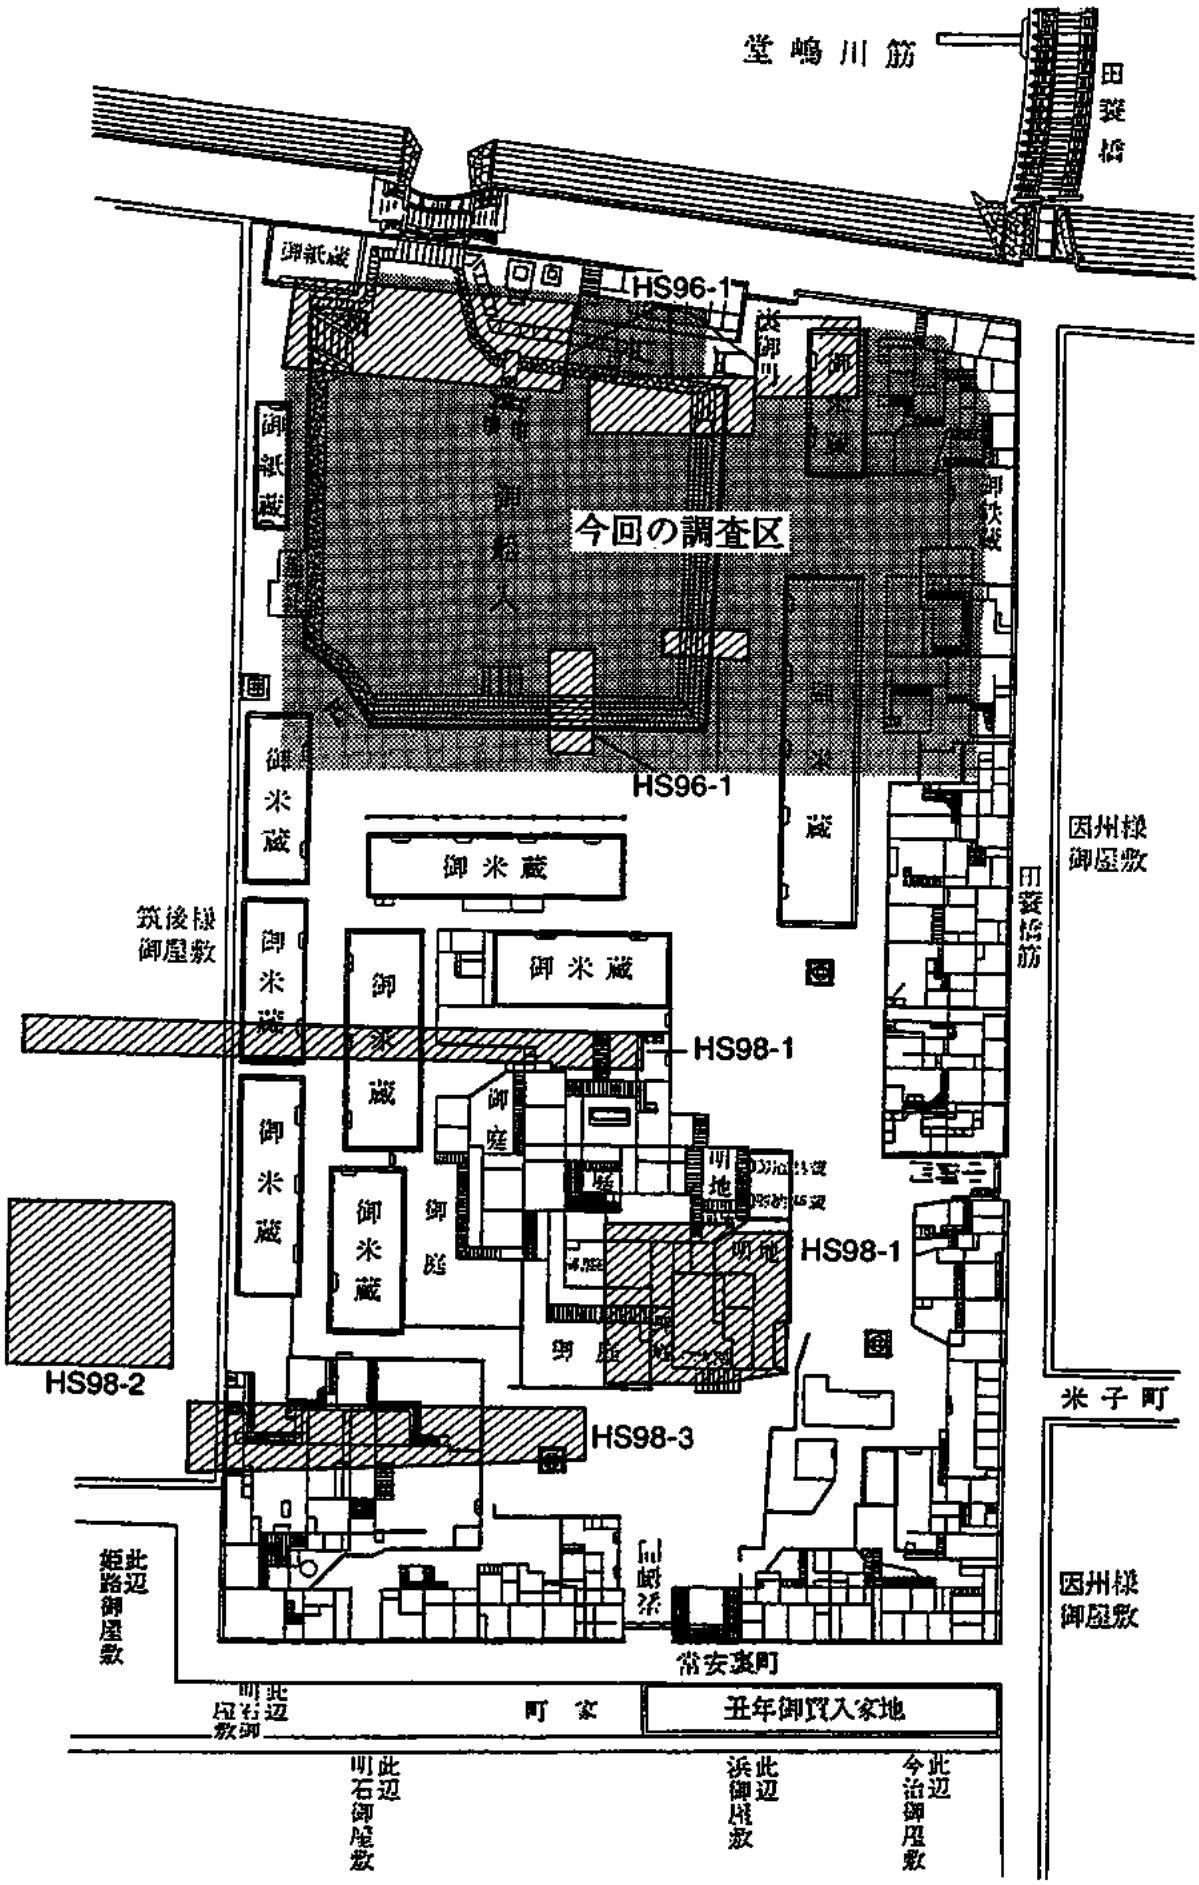 堂嶋川筋
田蓑橋
御紙蔵
HS96-1
御米蔵
御紙蔵
御鉄蔵
今回の調査区
御船入
HS96-1
御米蔵
御米蔵
御米蔵
因州様
御屋敷
田蓑橋筋
筑後様
御屋敷
御米蔵
御米蔵
御米蔵
HS98-1
御米蔵
御庭
明地
御米蔵
御庭
明地
HS98-1
御庭
HS98-2
米子町
HS98-3
此辺
姫路御屋敷
因州様
御屋敷
常安裏町
此辺
明石御
屋敷
町家
丑年御買入家地
此辺
明石御屋敷
此辺
浜御屋敷
此辺
今治御屋敷